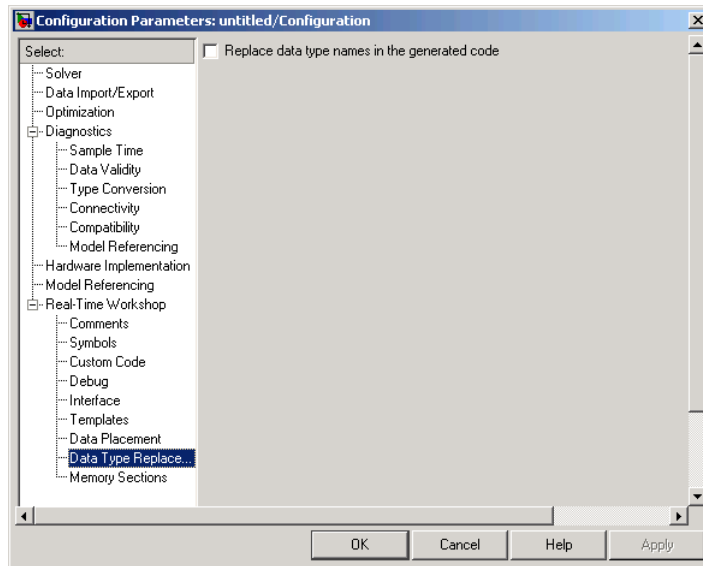 Configuration Parameters: untitled/Configuration
Select:
Replace data type names in the generated code
Solver
Data Import/Export
Optimization
Diagnostics
Sample Time
Data Validity
Type Conversion
Connectivity
Compatibility
Model Referencing
Hardware Implementation
Model Referencing
Real-Time Workshop
Comments
Symbols
Custom Code
Debug
Interface
Templates
Data Placement
Data Type Replace...
Memory Sections
OK Cancel Help Apply